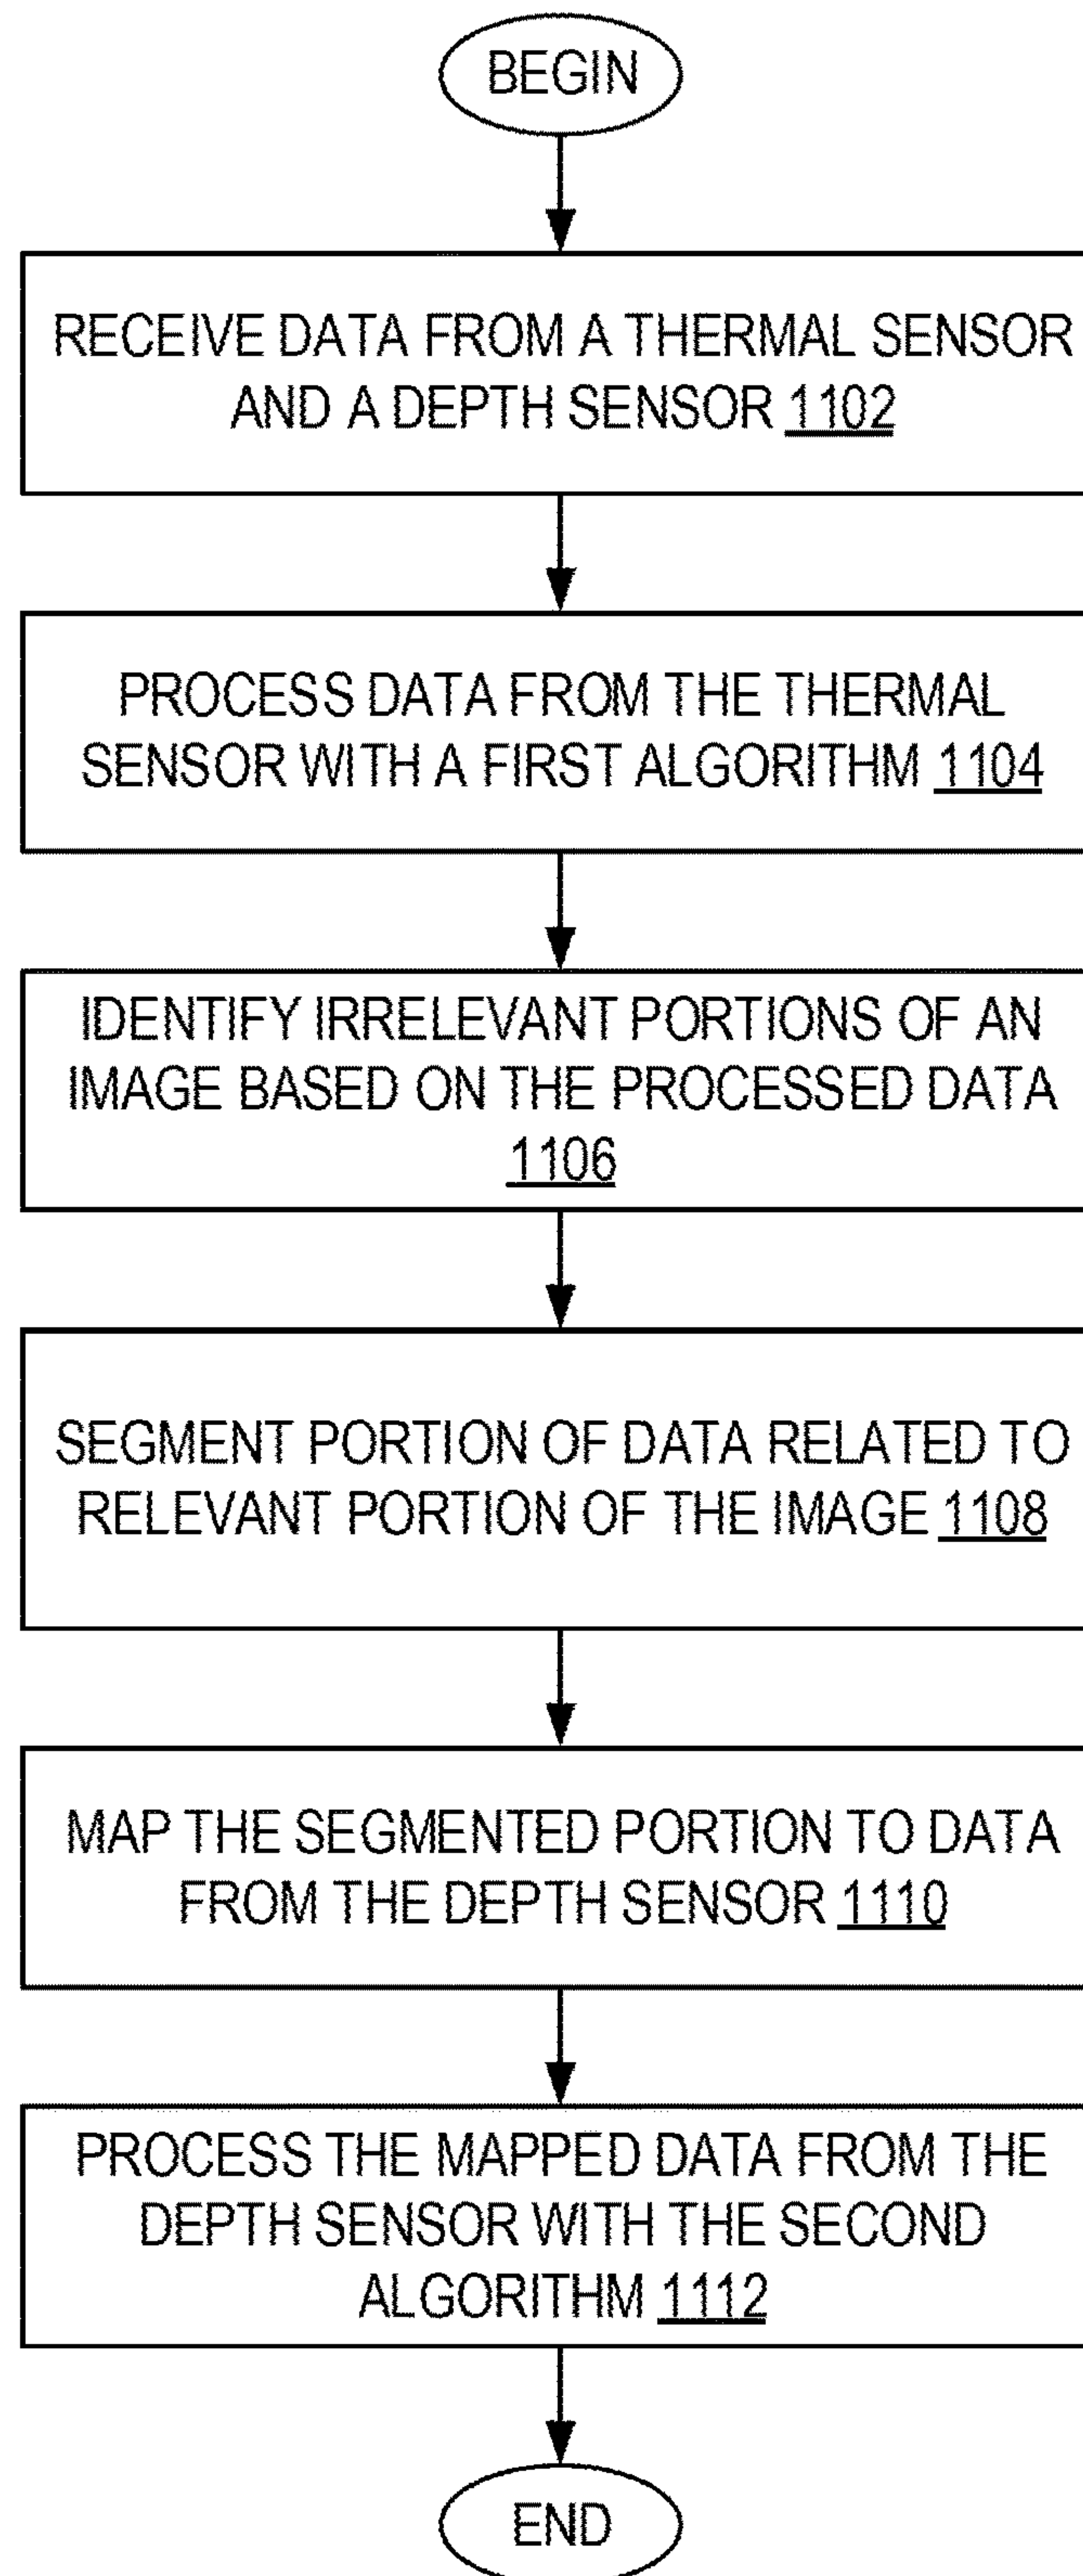 BEGIN
RECEIVE DATA FROM A THERMAL SENSOR
AND A DEPTH SENSOR 1102
PROCESS DATA FROM THE THERMAL
SENSOR WITH A FIRST ALGORITHM 1104
IDENTIFY IRRELEVANT PORTIONS OF AN
IMAGE BASED ON THE PROCESSED DATA
1106
SEGMENT PORTION OF DATA RELATED TO
RELEVANT PORTION OF THE IMAGE 1108
MAP THE SEGMENTED PORTION TO DATA
FROM THE DEPTH SENSOR 1110
PROCESS THE MAPPED DATA FROM THE
DEPTH SENSOR WITH THE SECOND
ALGORITHM 1112
END